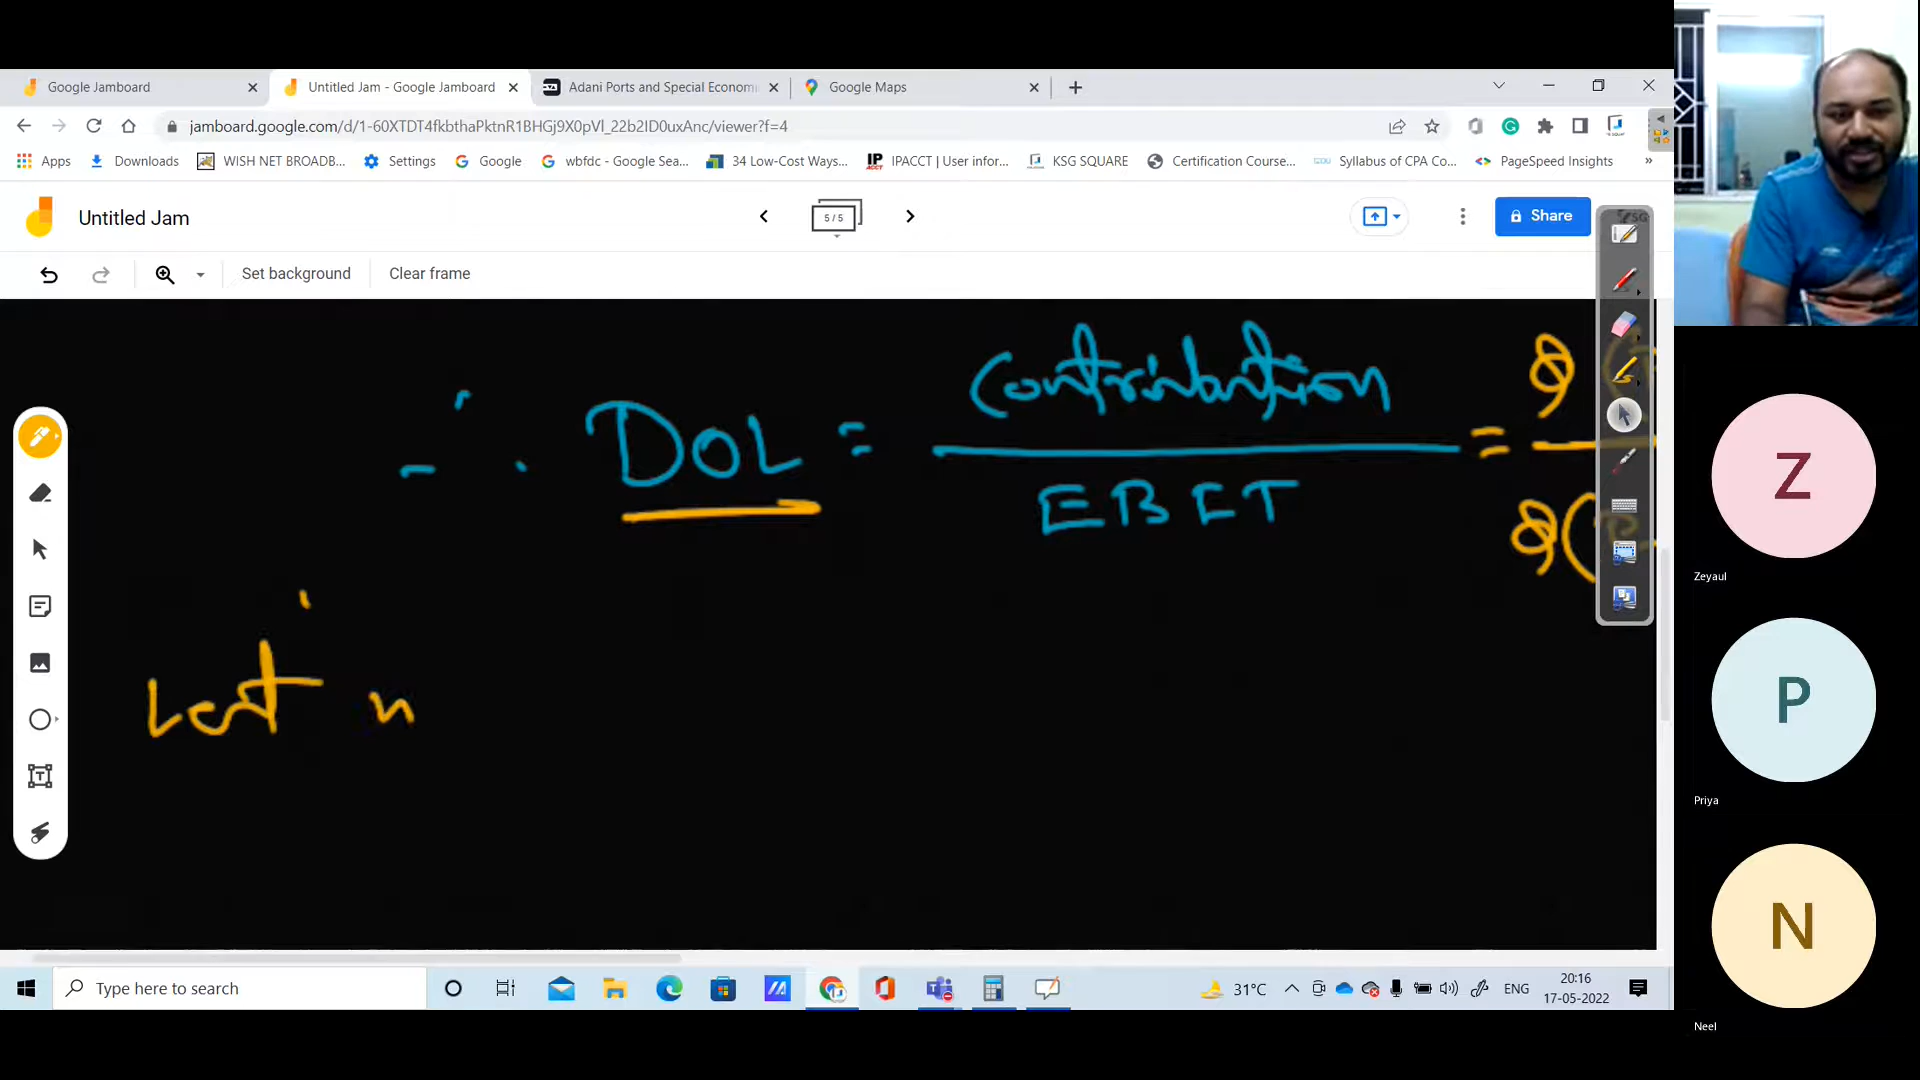 Google Jamboard
Untitled Jam - Google Jamboard
Adani Ports and Special Economi
Google Maps
jamboard.google.com/d/1-60XTDT4fkbthaPktnR1BHGj9X0pVl_22b2ID0uxAnc/viewer?f=4
Apps Downloads WISH NET BROADB... Settings Google wbfdc - Google Sea... 34 Low-Cost Ways... IPACCT | User infor... KSG SQUARE Certification Course... Syllabus of CPA Co... PageSpeed Insights »
Untitled Jam
5 / 5
Share
Set background Clear frame
∴ DOL = Contribution = Q
EBIT Q(
Let
Zeyaul
Priya
Neel
Z
P
N
Type here to search
31°C
ENG
20:16
17-05-2022